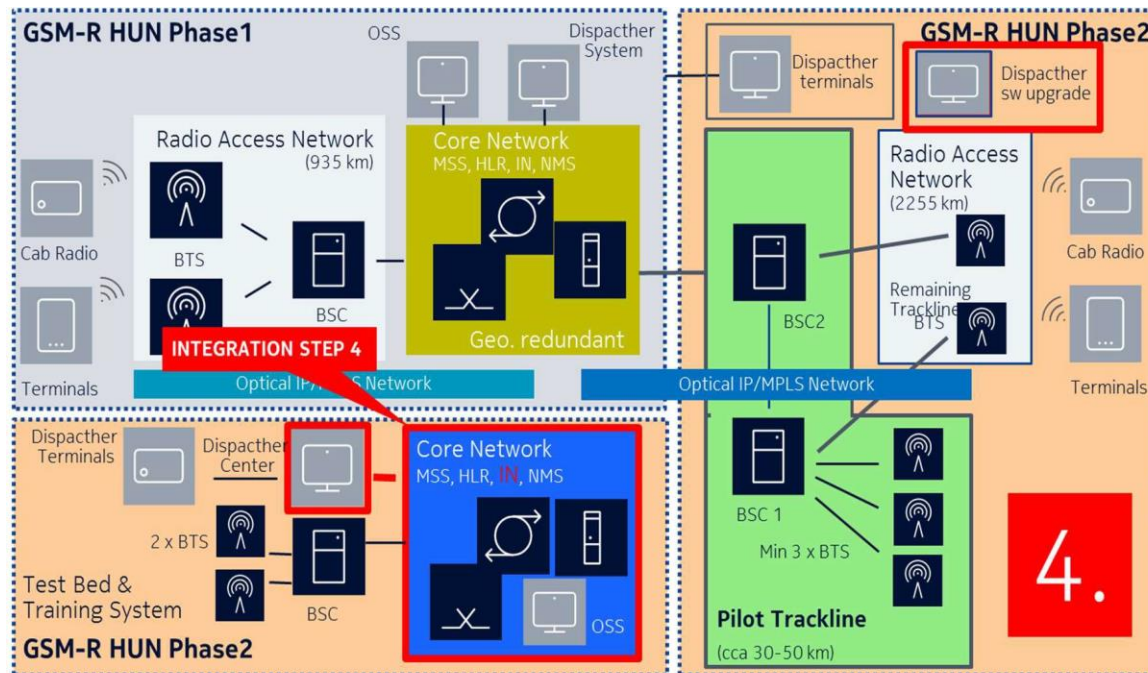 GSM-R HUN Phase1
OSS
Dispacther
System
Radio Access Network
(935 km)
Core Network
MSS, HLR, IN, NMS
Cab Radio
BTS
BSC
Geo. redundant
Terminals
INTEGRATION STEP 4
Optical IP/MPLS Network
GSM-R HUN Phase2
Dispacther
terminals
Dispacther
sw upgrade
Radio Access
Network
(2255 km)
Cab Radio
BSC2
Remaining
Trackline
BTS
Terminals
Optical IP/MPLS Network
BSC 1
Min 3 x BTS
Pilot Trackline
(cca 30-50 km)
4.
Dispacther
Terminals
Dispacther
Center
Core Network
MSS, HLR, IN, NMS
2 x BTS
BSC
OSS
Test Bed &
Training System
GSM-R HUN Phase2